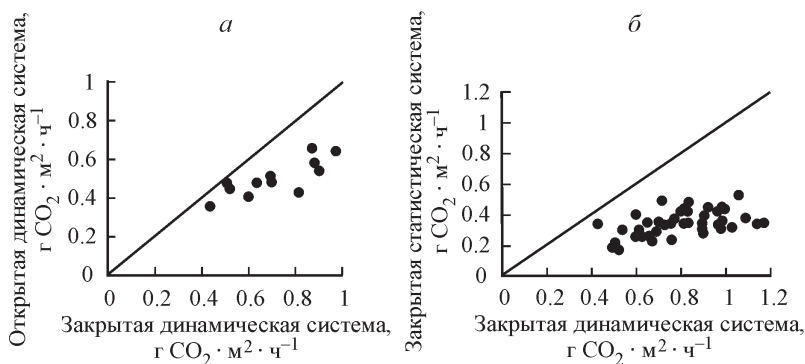 а
Открытая динамическая система,
г CO₂ · м² · ч⁻¹
1
0.8
0.6
0.4
0.2
0
0 0.2 0.4 0.6 0.8 1
Закрытая динамическая система,
г CO₂ · м² · ч⁻¹
б
Закрытая статистическая система,
г CO₂ · м² · ч⁻¹
1.2
1
0.8
0.6
0.4
0.2
0
0 0.2 0.4 0.6 0.8 1 1.2
Закрытая динамическая система,
г CO₂ · м² · ч⁻¹